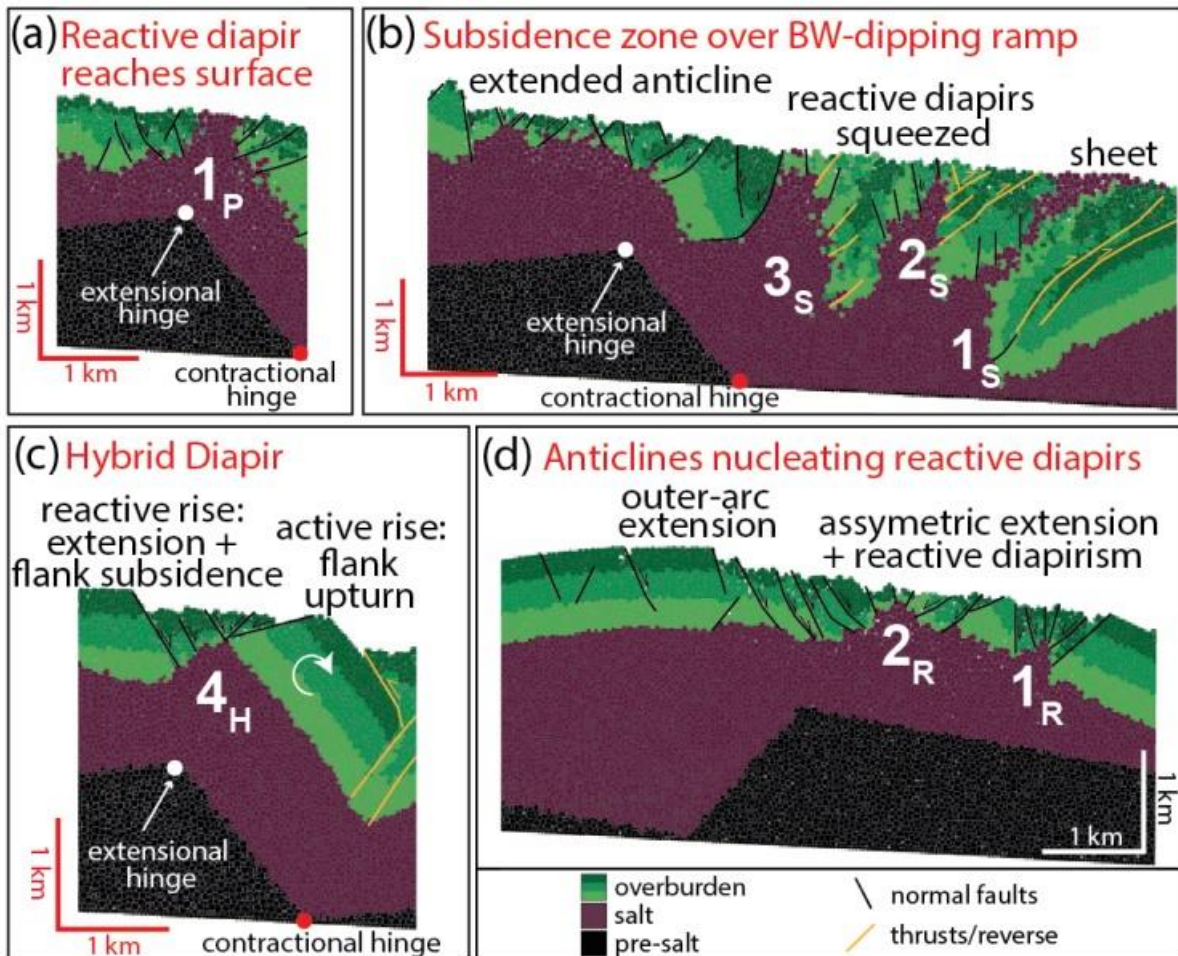 (a) Reactive diapir
reaches surface
1P
extensional
hinge
1 km
1 km
contractional
hinge
(b) Subsidence zone over BW-dipping ramp
extended anticline
reactive diapirs
squeezed
sheet
3S
2S
1S
extensional
hinge
1 km
1 km
contractional hinge
(c) Hybrid Diapir
reactive rise:
extension +
flank subsidence
active rise:
flank
upturn
4H
extensional
hinge
1 km
1 km
contractional hinge
(d) Anticlines nucleating reactive diapirs
outer-arc
extension
assymetric extension
+ reactive diapirism
2R
1R
1 km
1 km
overburden
salt
pre-salt
normal faults
thrusts/reverse